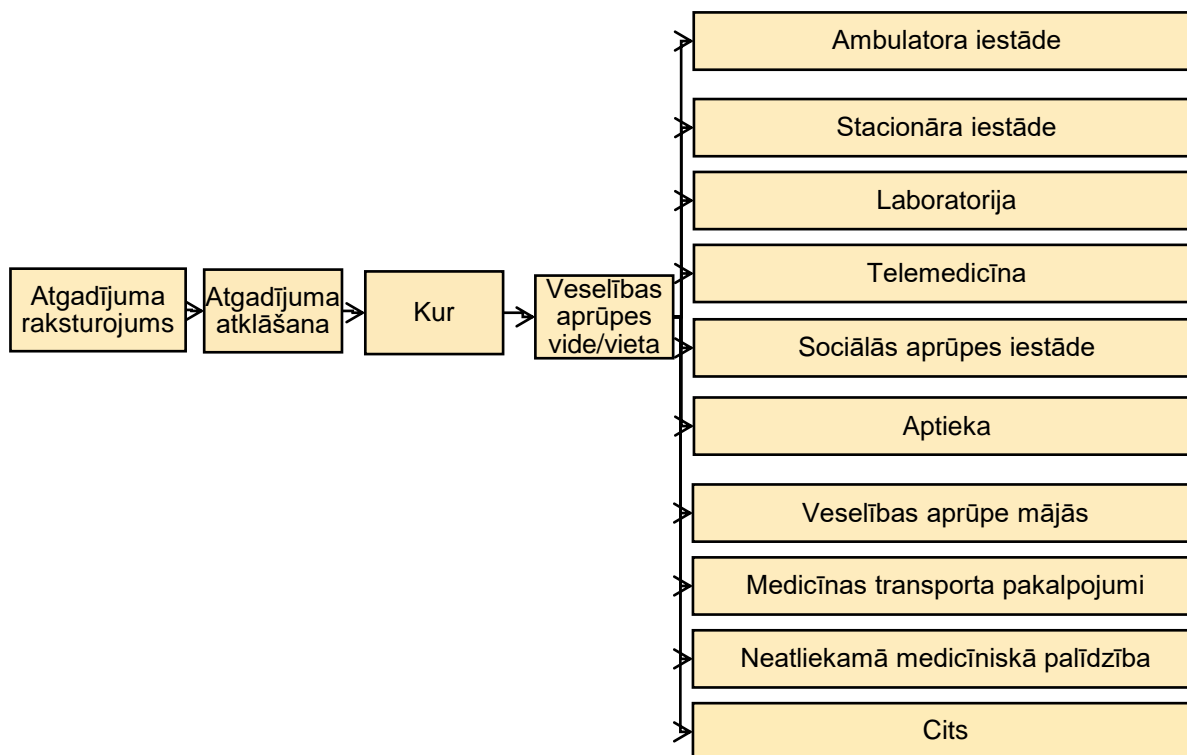 Atgadījuma
raksturojums
Atgadījuma
atklāšana
Kur
Veselības
aprūpes
vide/vieta
Ambulatora iestāde
Stacionāra iestāde
Laboratorija
Telemedicīna
Sociālās aprūpes iestāde
Aptieka
Veselības aprūpe mājās
Medicīnas transporta pakalpojumi
Neatliekamā medicīniskā palīdzība
Cits